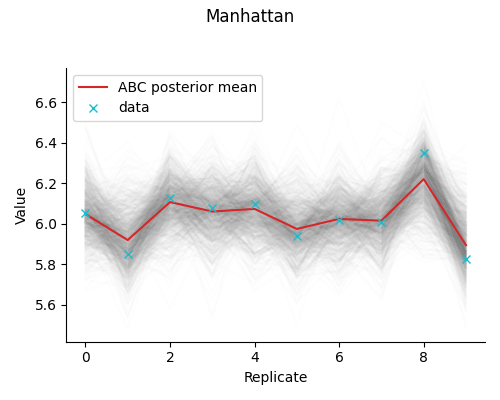 Manhattan
ABC posterior mean
data
6.6
6.4
6.2
6.0
5.8
5.6
Value
0
2
4
6
8
Replicate